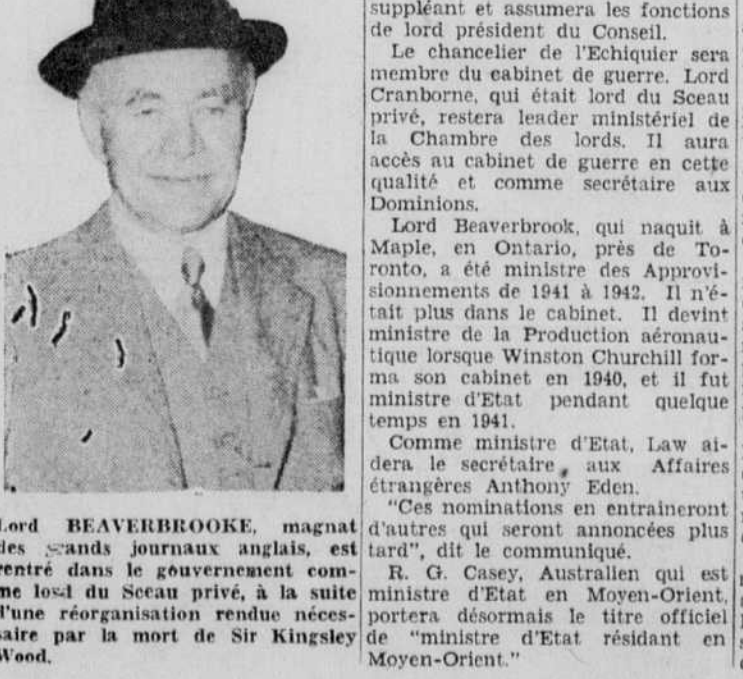 Lord BEAVERBROOKE, magnat
des grands journaux anglais, est
rentré dans le gouvernement com-
me lord du Sceau privé, à la suite
d'une réorganisation rendue néces-
saire par la mort de Sir Kingsley
Wood.
suppléant et assumera les fonctions
de lord président du Conseil.
Le chancelier de l'Echiquier sera
membre du cabinet de guerre. Lord
Cranborne, qui était lord du Sceau
privé, restera leader ministériel de
la Chambre des lords. Il aura
accès au cabinet de guerre en cette
qualité et comme secrétaire aux
Dominions.
Lord Beaverbrook, qui naquit à
Maple, en Ontario, près de To-
ronto, a été ministre des Approvi-
sionnements de 1941 à 1942. Il n'é-
tait plus dans le cabinet. Il devint
ministre de la Production aéronau-
tique lorsque Winston Churchill for-
ma son cabinet en 1940, et il fut
ministre d'Etat pendant quelque
temps en 1941.
Comme ministre d'Etat, Law ai-
dera le secrétaire aux Affaires
étrangères Anthony Eden.
"Ces nominations en entraineront
d'autres qui seront annoncées plus
tard", dit le communiqué.
R. G. Casey, Australien qui est
ministre d'Etat en Moyen-Orient,
portera désormais le titre officiel
de "ministre d'Etat résidant en
Moyen-Orient."